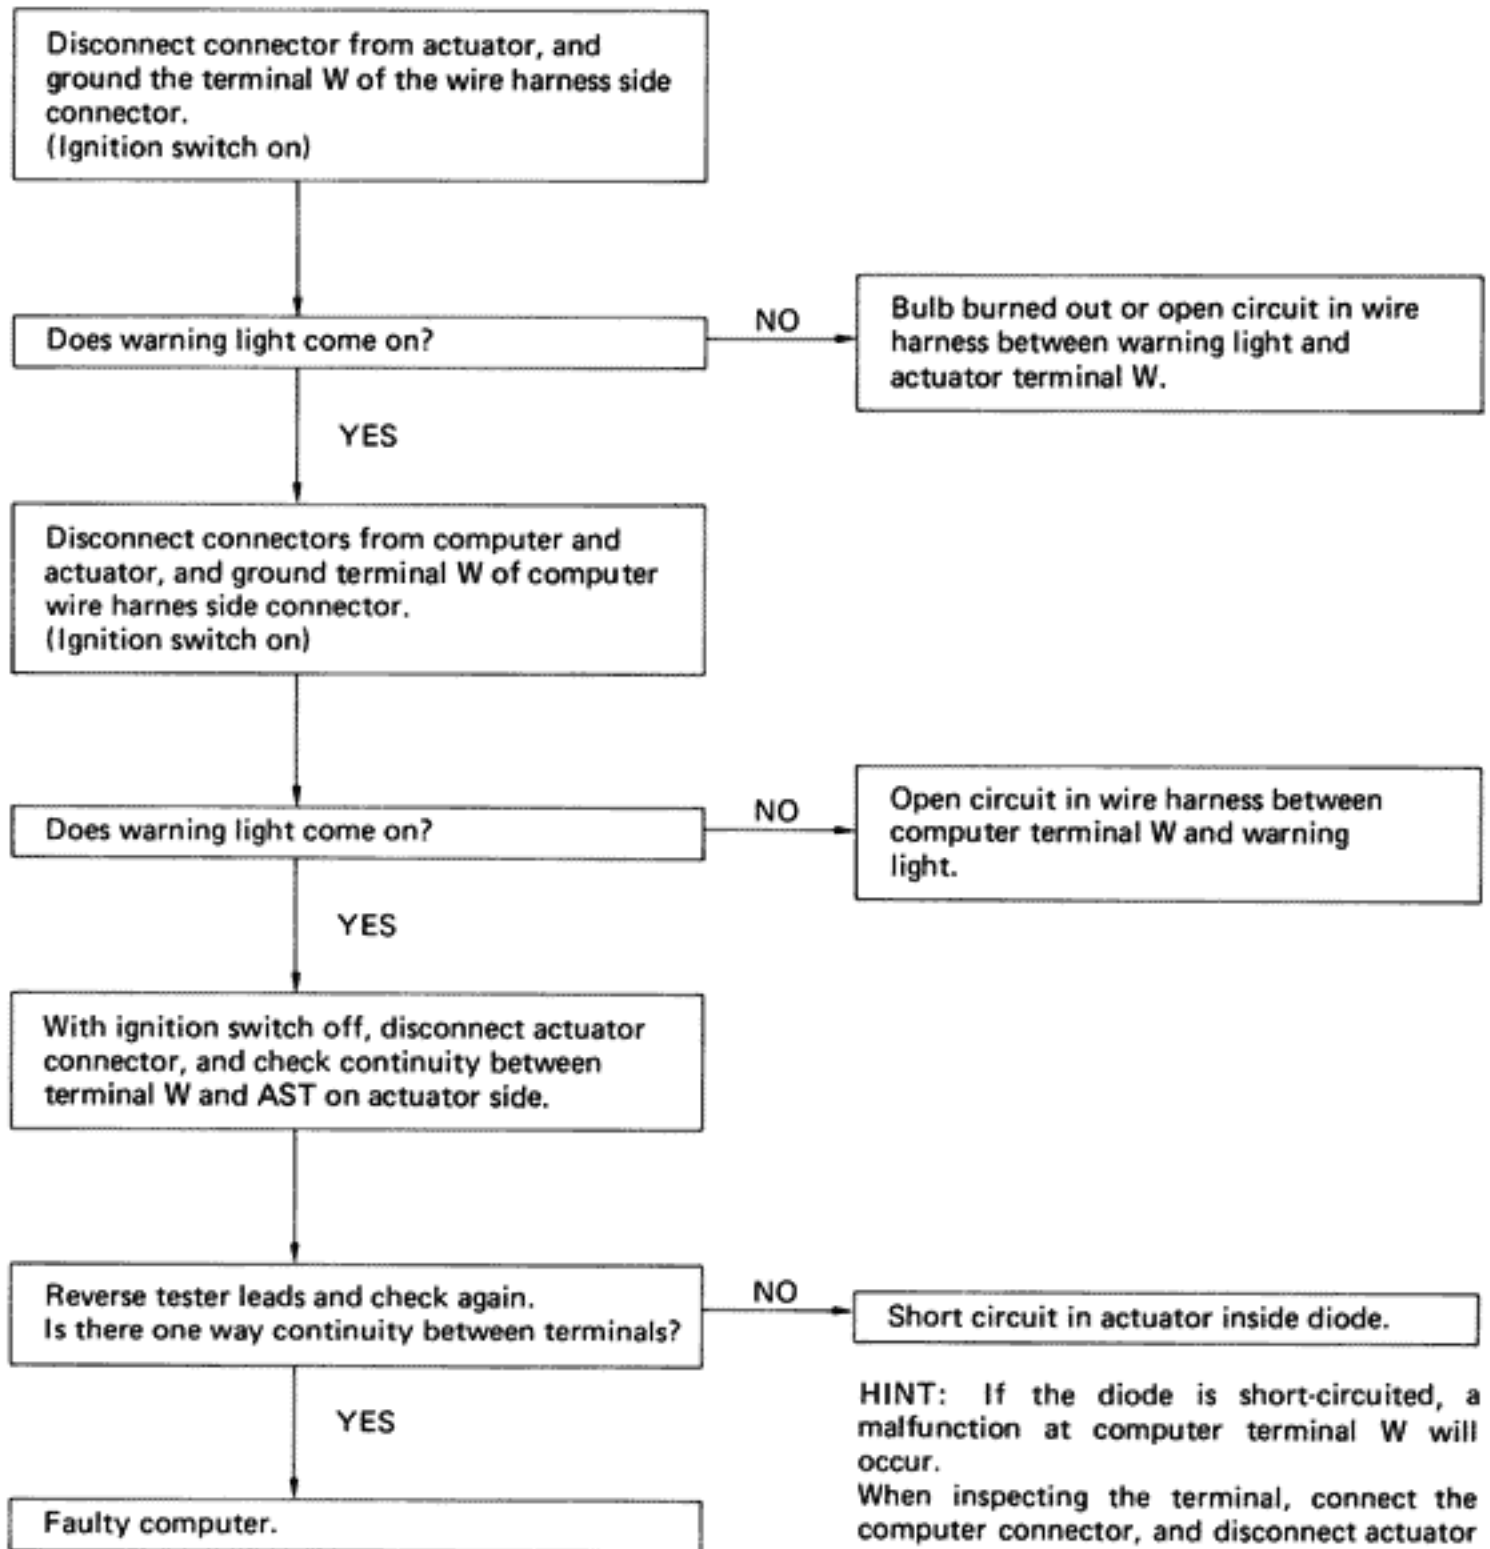 Disconnect connector from actuator, and
ground the terminal W of the wire harness side
connector.
(Ignition switch on)
Does warning light come on?
NO
Bulb burned out or open circuit in wire
harness between warning light and
actuator terminal W.
YES
Disconnect connectors from computer and
actuator, and ground terminal W of computer
wire harnes side connector.
(Ignition switch on)
Does warning light come on?
NO
Open circuit in wire harness between
computer terminal W and warning
light.
YES
With ignition switch off, disconnect actuator
connector, and check continuity between
terminal W and AST on actuator side.
Reverse tester leads and check again.
Is there one way continuity between terminals?
NO
Short circuit in actuator inside diode.
YES
Faulty computer.
HINT: If the diode is short-circuited, a
malfunction at computer terminal W will
occur.
When inspecting the terminal, connect the
computer connector, and disconnect actuator